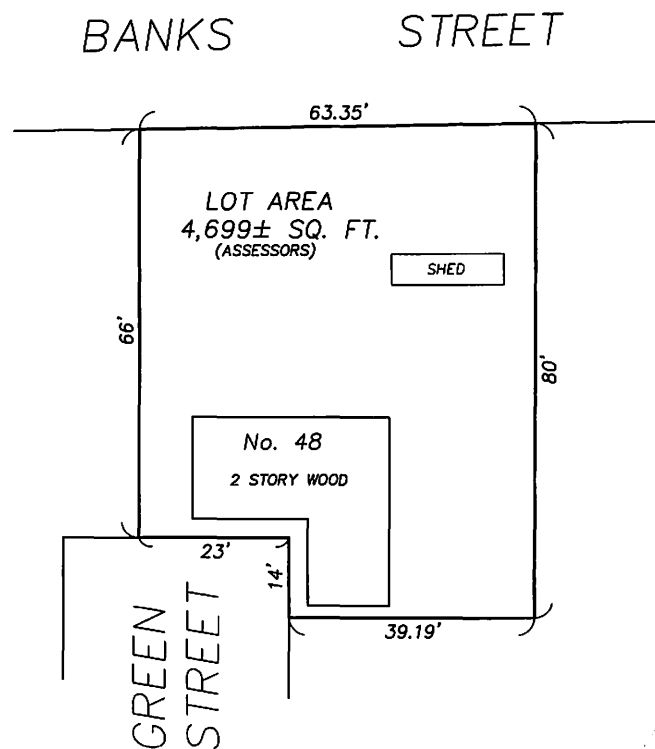 BANKS STREET
63.35'
LOT AREA
4,699± SQ. FT.
(ASSESSORS)
SHED
66'
80'
No. 48
2 STORY WOOD
23'
14'
39.19'
GREEN
STREET